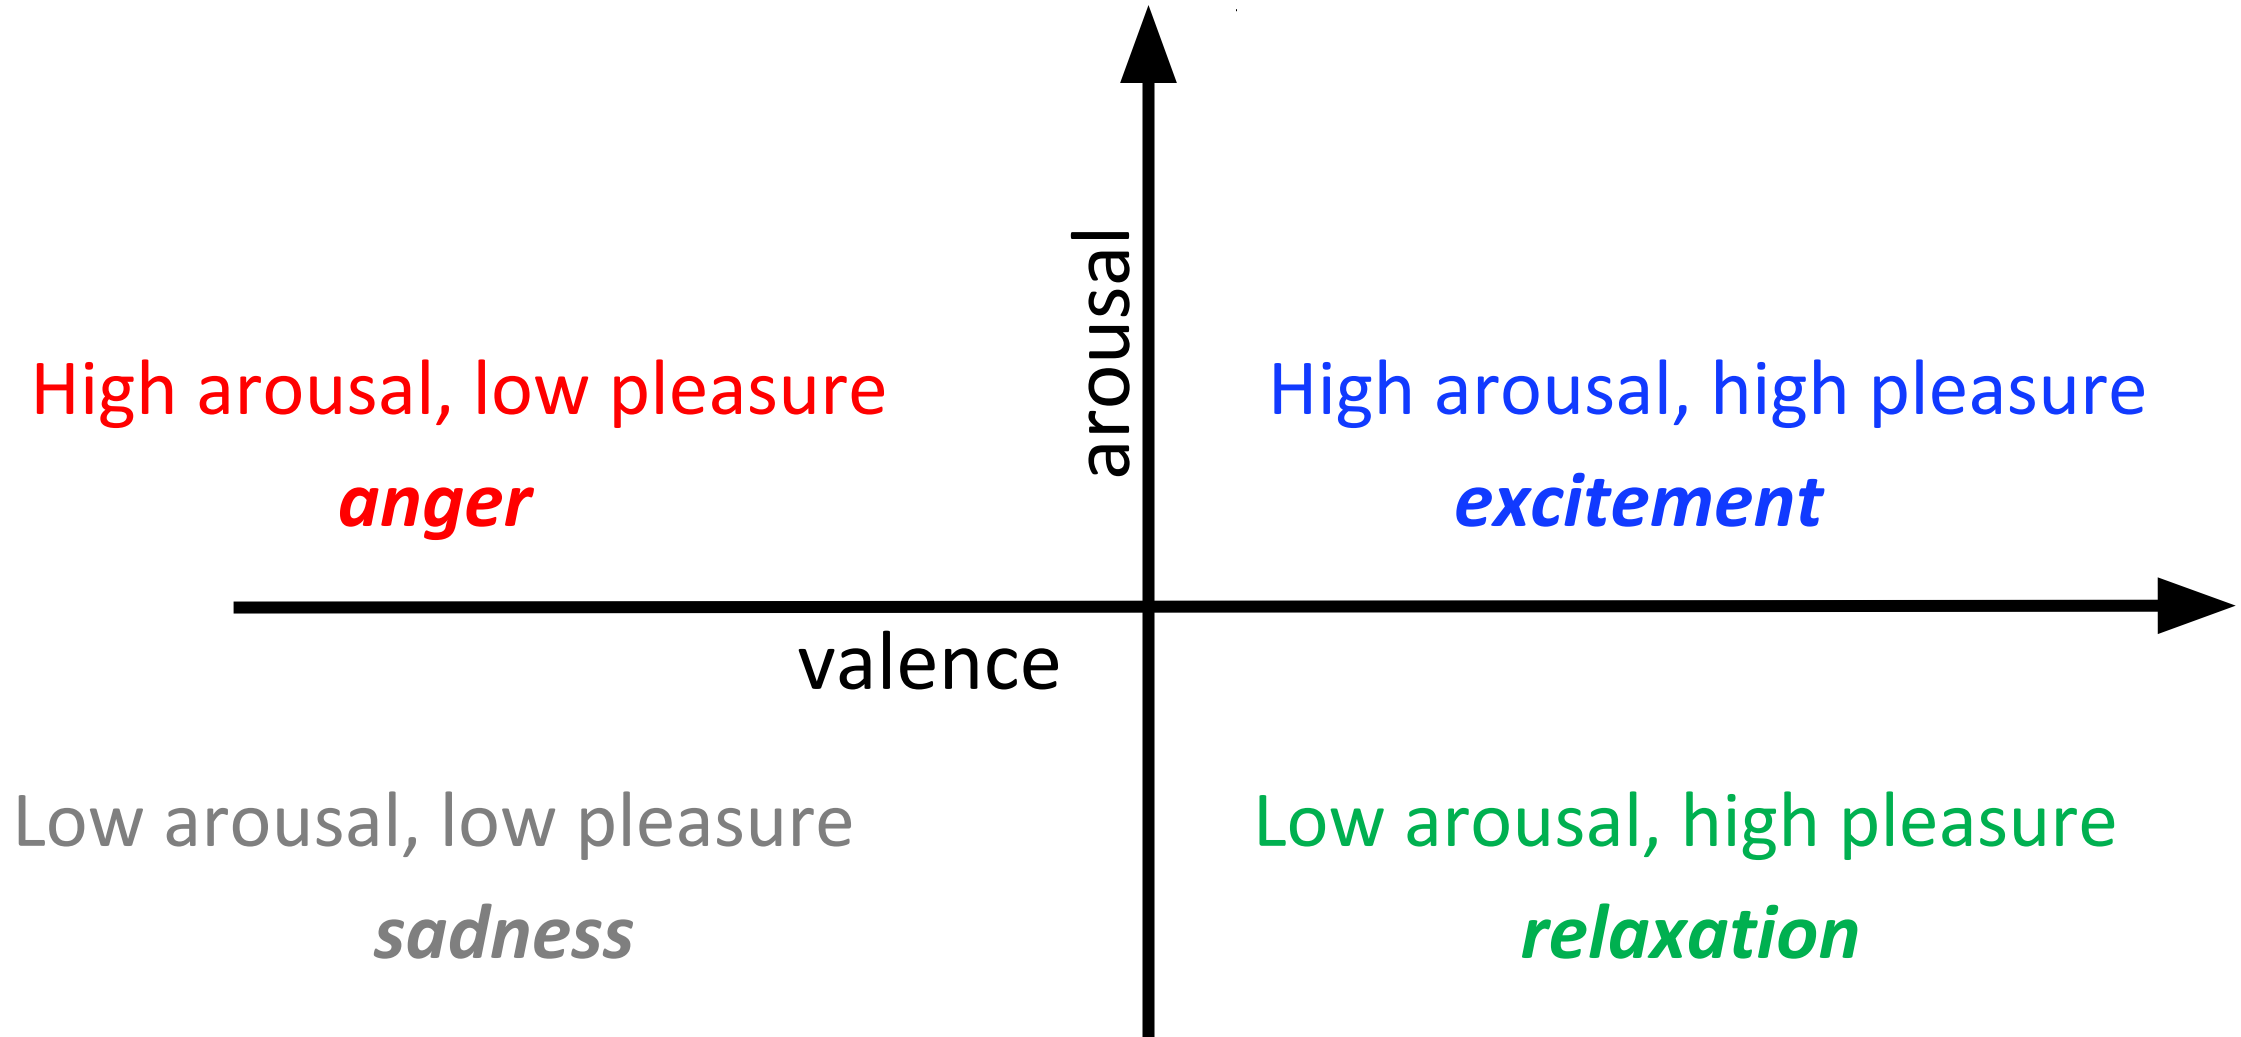 arousal
High arousal, low pleasure
anger
High arousal, high pleasure
excitement
valence
Low arousal, low pleasure
sadness
Low arousal, high pleasure
relaxation